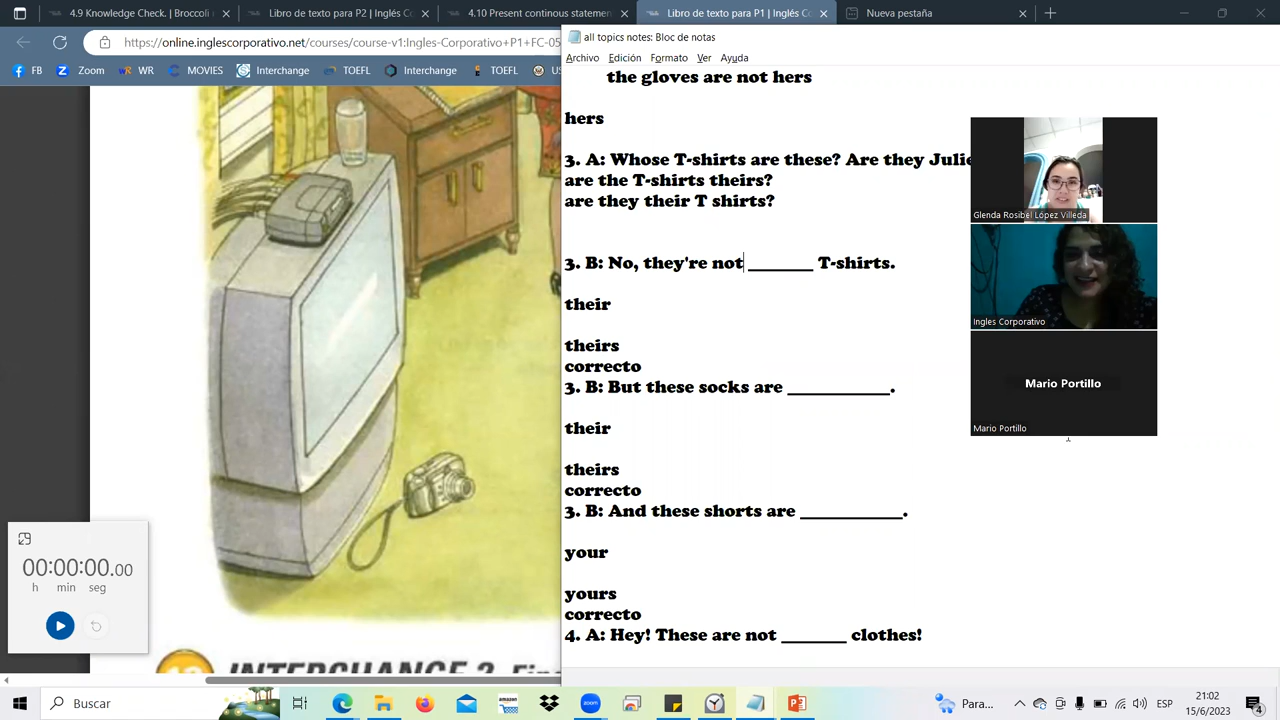 4.9 Knowledge Check. | Broccoli
Libro de texto para P2 | Inglés Co
4.10 Present continous statemen
Libro de texto para P1 | Inglés Co
Nueva pestaña
https://online.inglescorporativo.net/courses/course-v1:Ingles-Corporativo+P1+FC-05
FB
Zoom
WR
MOVIES
Interchange
TOEFL
Interchange
TOEFL
all topics notes: Bloc de notas
Archivo Edición Formato Ver Ayuda
the gloves are not hers
hers
3. A: Whose T-shirts are these? Are they Julie
are the T-shirts theirs?
are they their T shirts?
3. B: No, they're not _______ T-shirts.
their
theirs
correcto
3. B: But these socks are ___________.
their
theirs
correcto
3. B: And these shorts are ___________.
your
yours
correcto
4. A: Hey! These are not _______ clothes!
Glenda Rosibel López Villeda
Ingles Corporativo
Mario Portillo
Mario Portillo
00:00:00.00
h min seg
INTERCHANGE 2
Buscar
Para...
ESP
21:02
15/6/2023
4